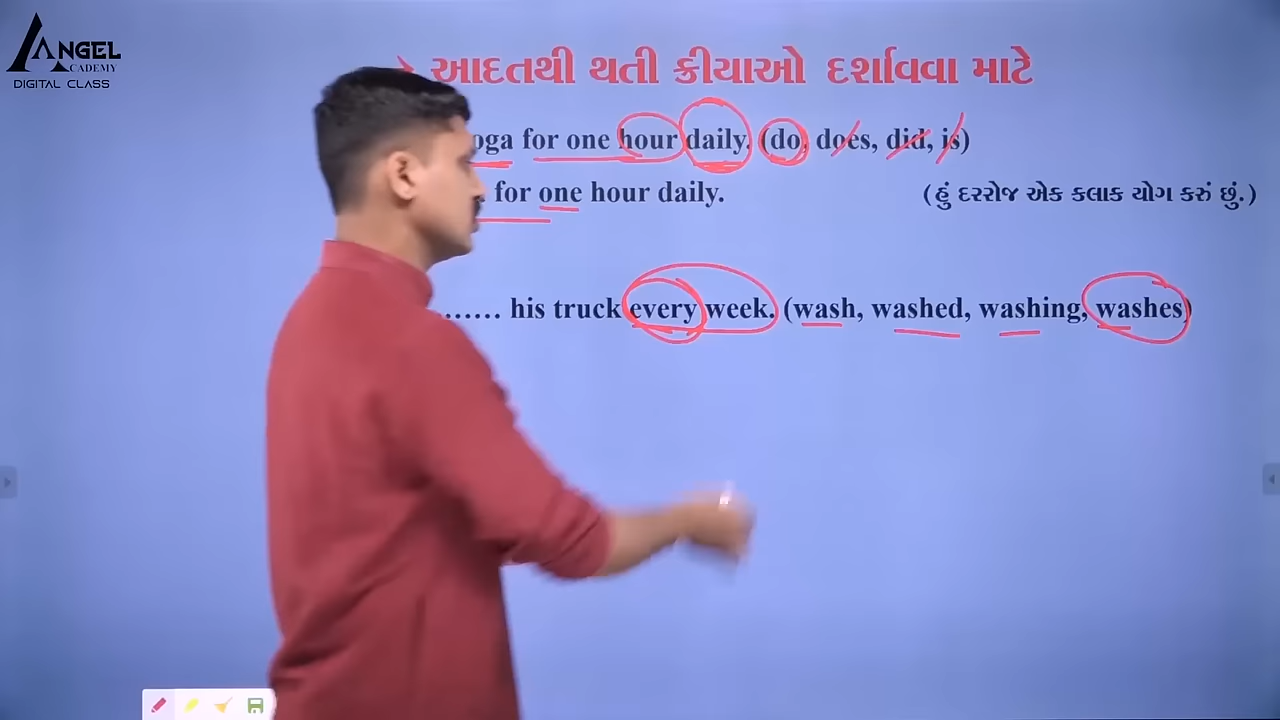 ANGEL
ACADEMY
DIGITAL CLASS
આદતથી થતી ક્રીયાઓ દર્શાવવા માટે
oga for one hour daily. (do, does, did, is)
for one hour daily. (હું દરરોજ એક કલાક યોગ કરું છું.)
....... his truck every week. (wash, washed, washing, washes)